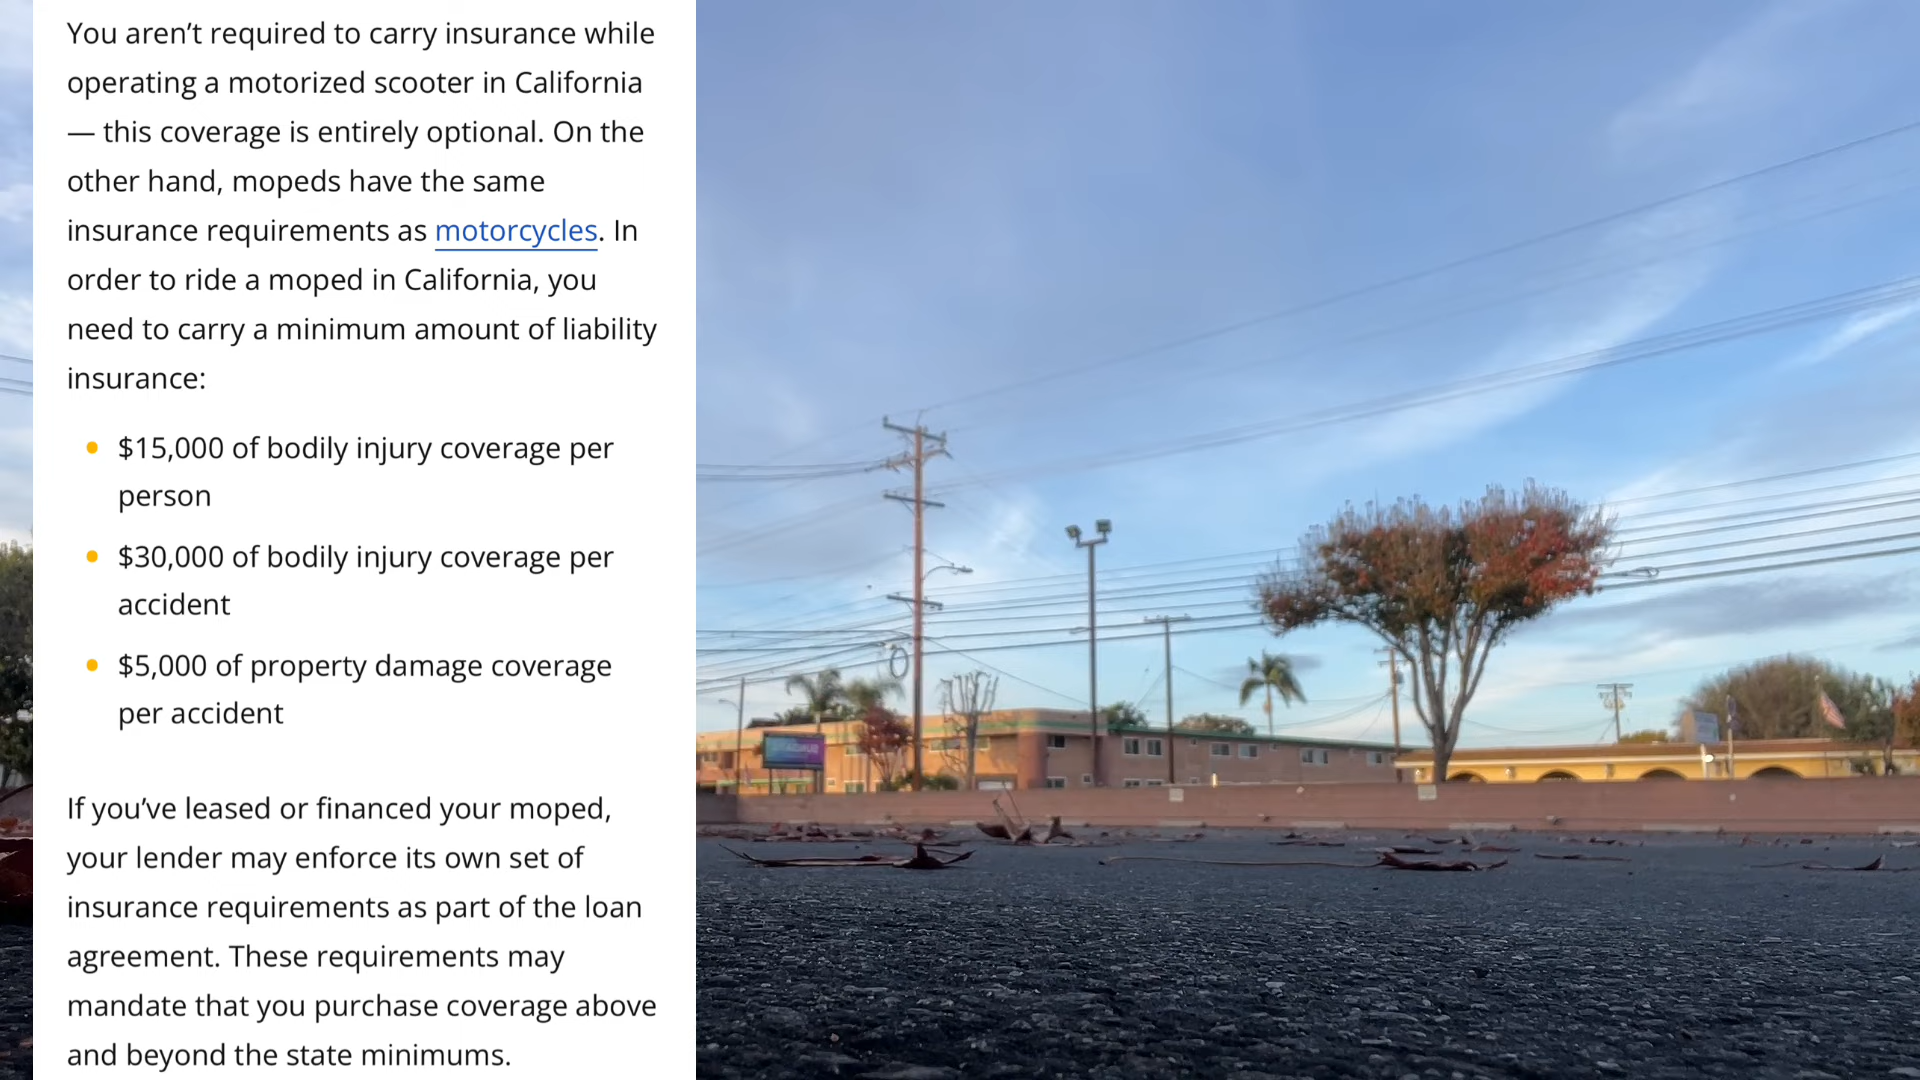 You aren’t required to carry insurance while
operating a motorized scooter in California
— this coverage is entirely optional. On the
other hand, mopeds have the same
insurance requirements as motorcycles. In
order to ride a moped in California, you
need to carry a minimum amount of liability
insurance:
• $15,000 of bodily injury coverage per
person
• $30,000 of bodily injury coverage per
accident
• $5,000 of property damage coverage
per accident
If you’ve leased or financed your moped,
your lender may enforce its own set of
insurance requirements as part of the loan
agreement. These requirements may
mandate that you purchase coverage above
and beyond the state minimums.